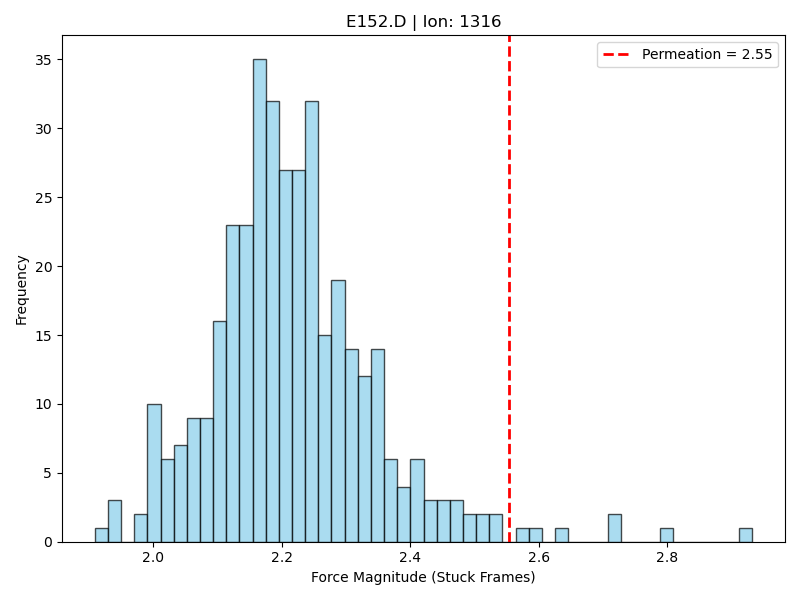 E152.D | Ion: 1316
Permeation = 2.55
Frequency
35
30
25
20
15
10
5
0
2.0 2.2 2.4 2.6 2.8
Force Magnitude (Stuck Frames)